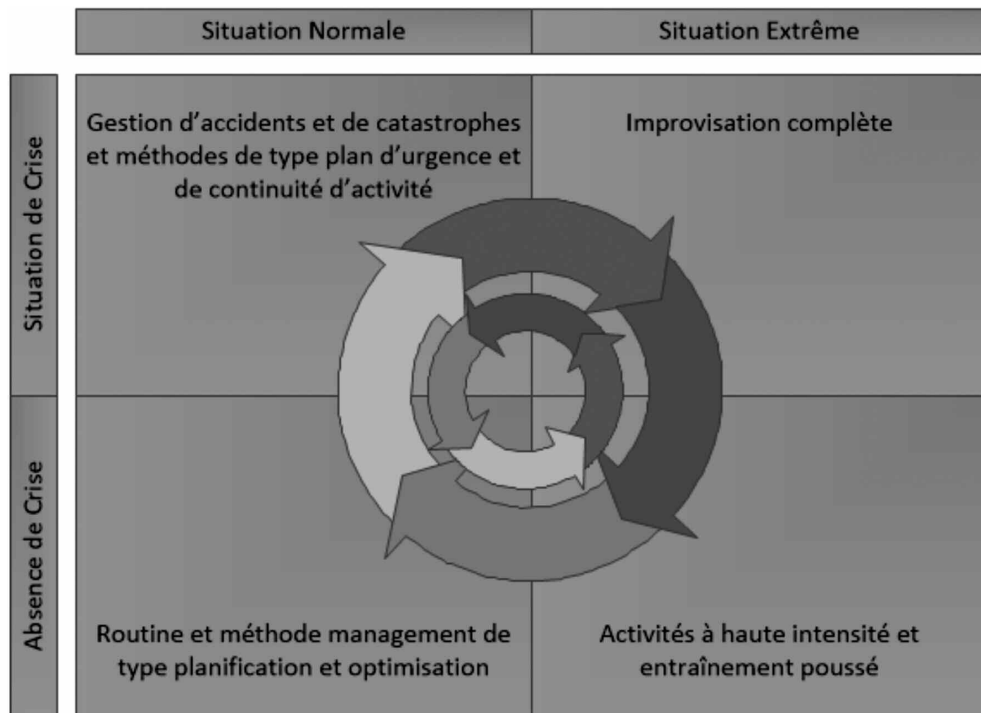 Situation Normale
Situation Extrême
Situation de Crise
Gestion d'accidents et de catastrophes
et méthodes de type plan d'urgence et
de continuité d'activité
Improvisation complète
Absence de Crise
Routine et méthode management de
type planification et optimisation
Activités à haute intensité et
entraînement poussé